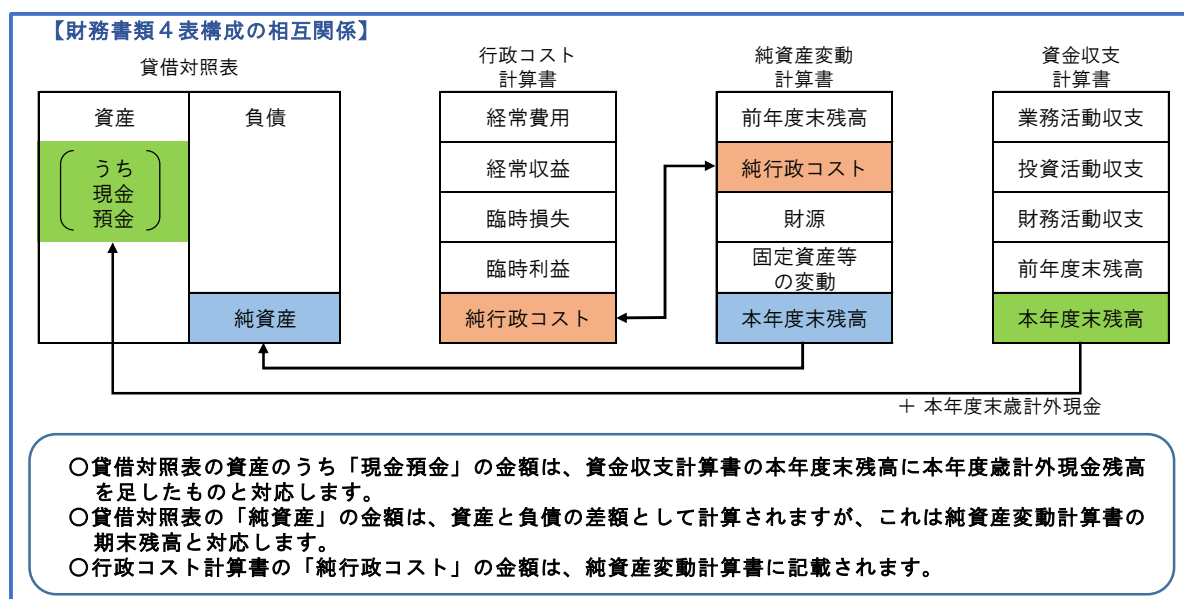 【財務書類４表構成の相互関係】
貸借対照表
資産
負債
うち
現金
預金
純資産
行政コスト
計算書
経常費用
経常収益
臨時損失
臨時利益
純行政コスト
純資産変動
計算書
前年度末残高
純行政コスト
財源
固定資産等
の変動
本年度末残高
資金収支
計算書
業務活動収支
投資活動収支
財務活動収支
前年度末残高
本年度末残高
＋ 本年度末歳計外現金
〇貸借対照表の資産のうち「現金預金」の金額は、資金収支計算書の本年度末残高に本年度歳計外現金残高
を足したものと対応します。
〇貸借対照表の「純資産」の金額は、資産と負債の差額として計算されますが、これは純資産変動計算書の
期末残高と対応します。
〇行政コスト計算書の「純行政コスト」の金額は、純資産変動計算書に記載されます。